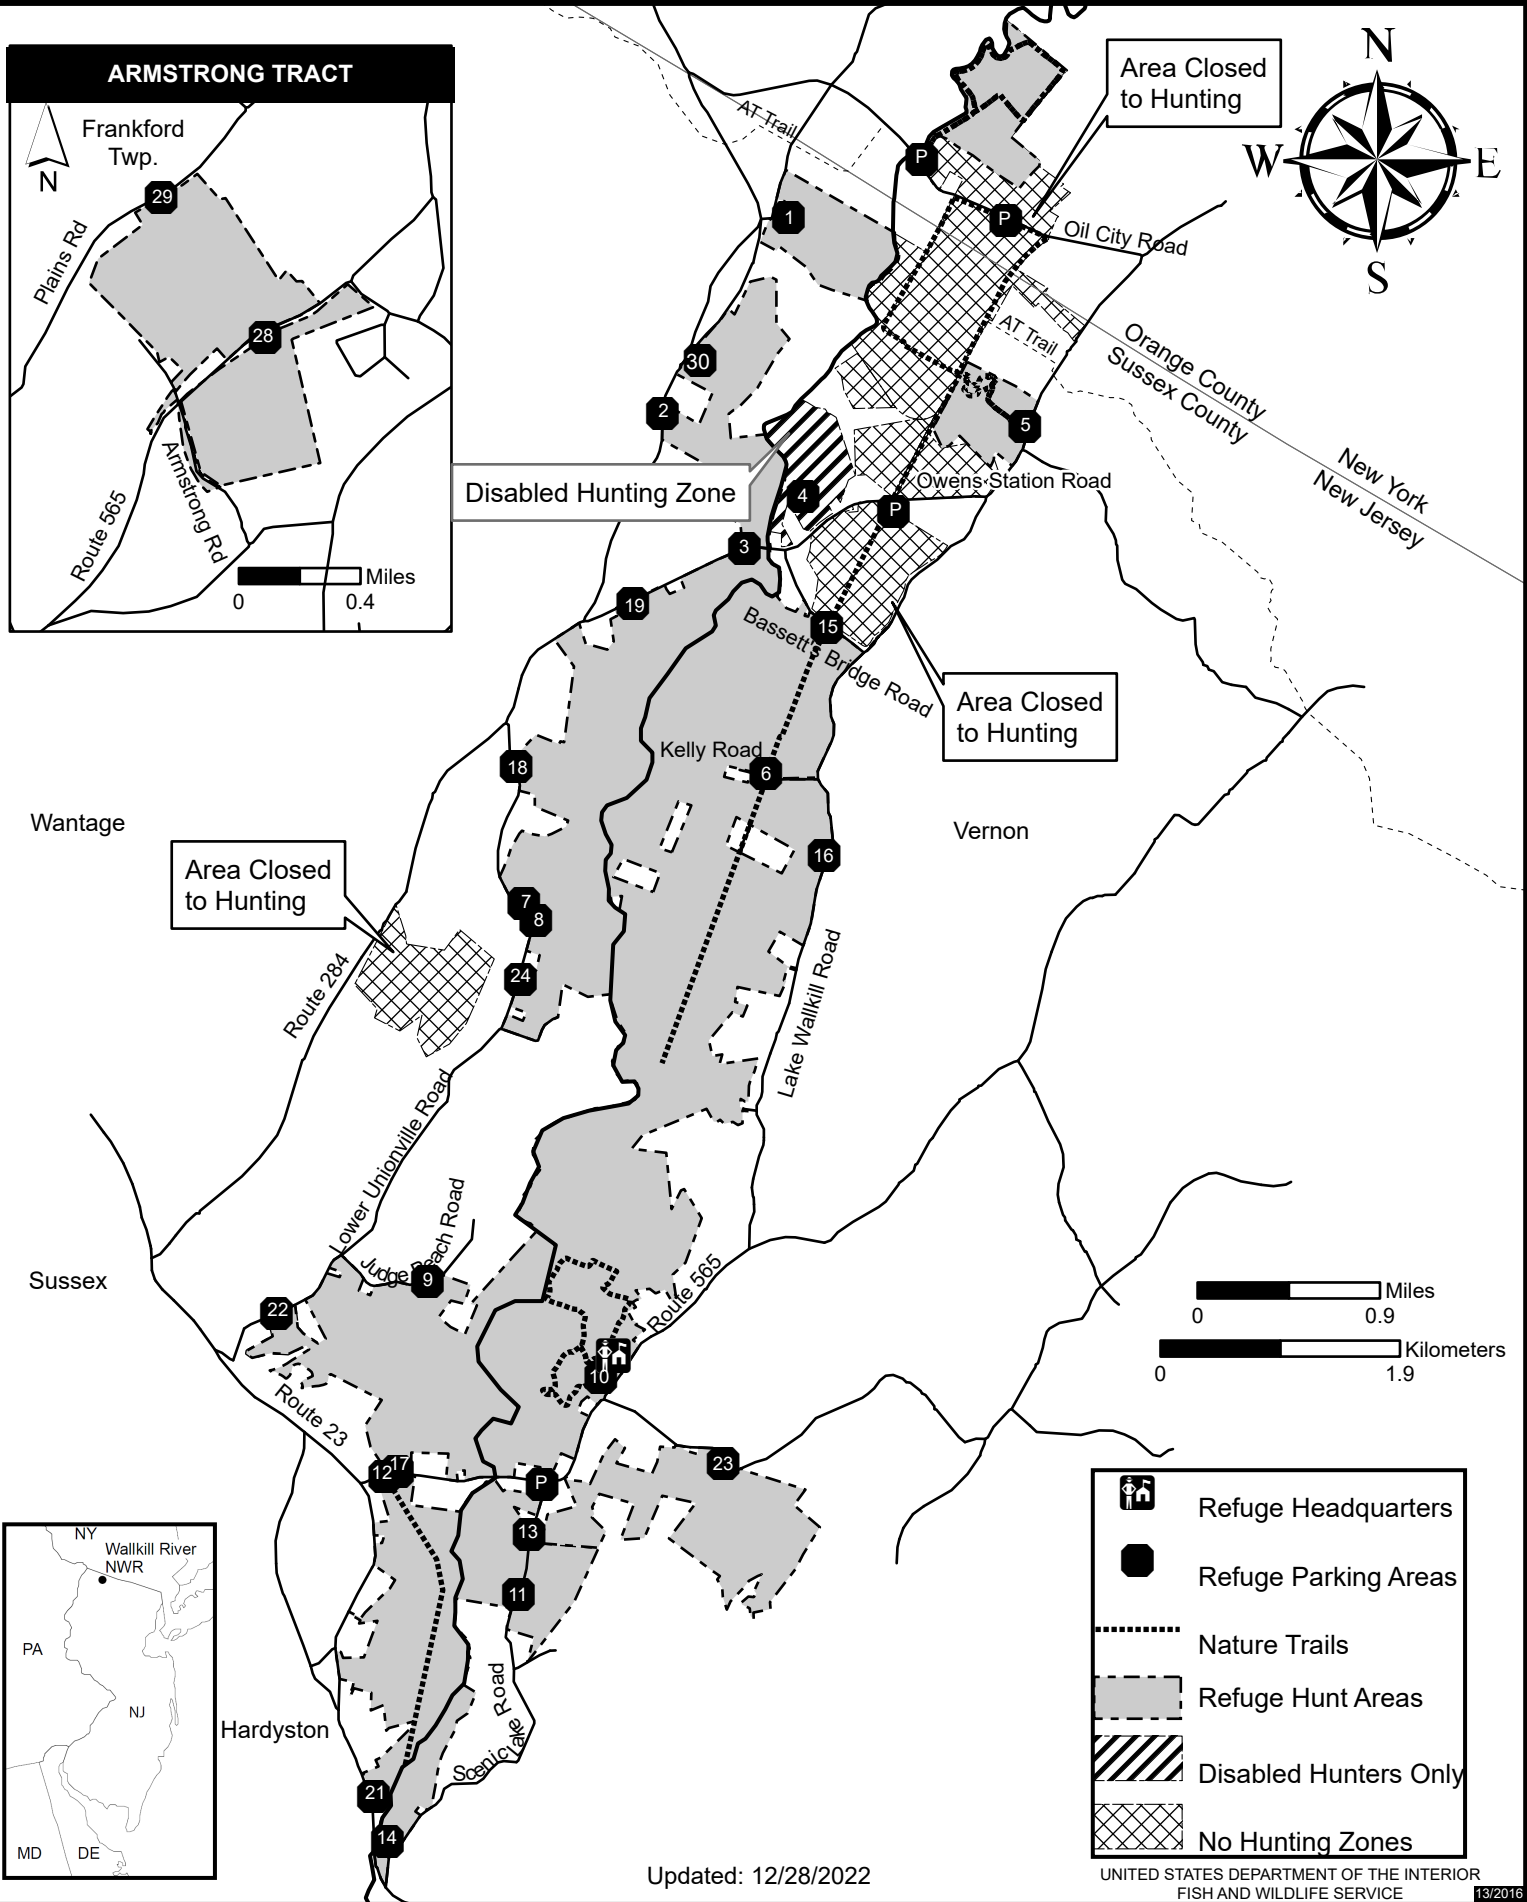 ARMSTRONG TRACT
Frankford
Twp.
N
29
Plains Rd
28
Armstrong Rd
Route 565
Miles
0
0.4
N
W
E
S
Area Closed
to Hunting
AT Trail
P
1
P
Oil City Road
30
AT Trail
2
5
Orange County
Sussex County
New York
New Jersey
Disabled Hunting Zone
4
Owens Station Road
P
3
19
15
Bassett's Bridge Road
Area Closed
to Hunting
Kelly Road
6
18
Wantage
Vernon
16
Area Closed
to Hunting
7
8
24
Route 284
Lake Wallkill Road
Lower Unionville Road
Judge Beach Road
9
Sussex
22
Route 565
10
Miles
0
0.9
Kilometers
0
1.9
Route 23
12
17
P
23
13
11
Hardyston
Scenic Lake Road
21
14
NY
Wallkill River
NWR
PA
NJ
MD
DE
Refuge Headquarters
Refuge Parking Areas
Nature Trails
Refuge Hunt Areas
Disabled Hunters Only
No Hunting Zones
Updated: 12/28/2022
UNITED STATES DEPARTMENT OF THE INTERIOR
FISH AND WILDLIFE SERVICE
13/2016